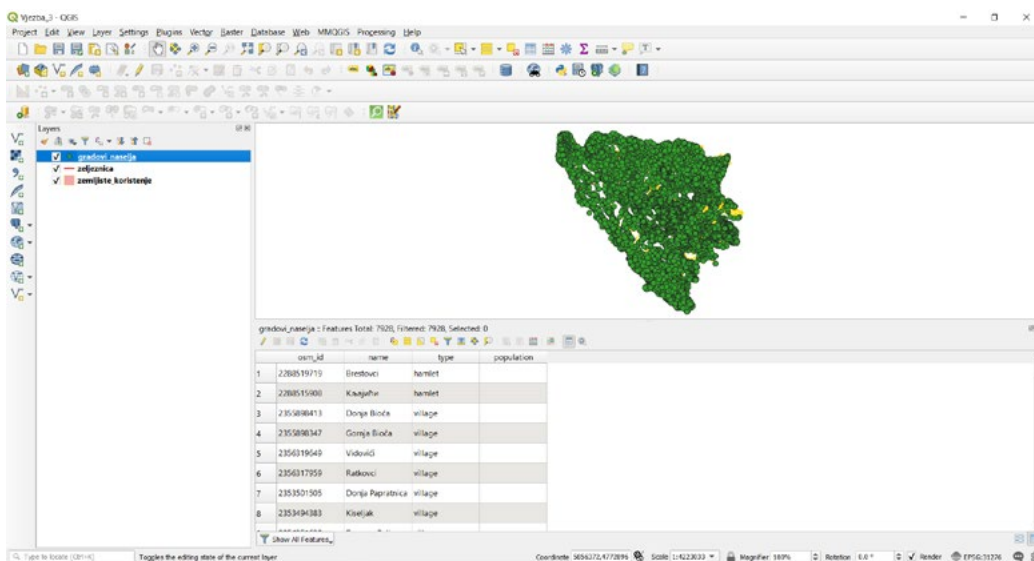 Vjezba_3 - QGIS
Project Edit View Layer Settings Plugins Vector Raster Database Web MMQGIS Processing Help
Layers
gradovi_naselja
zeljeznica
zemljiste_koristenje
gradovi_naselja :: Features Total: 7928, Filtered: 7928, Selected: 0
osm_id name type population
1 2288519719 Brestovci hamlet
2 2288515908 hamlet
3 2355898413 Donja Bioča village
4 2355898347 Gornja Bioča village
5 2356319649 Vidovići village
6 2356317959 Ratkovci village
7 2353501505 Donja Papratnica village
8 2353494383 Kiseljak village
Show All Features
Type to locate (Ctrl+K) Toggles the editing state of the current layer Coordinate 5856372,4772896 Scale 1:4223033 Magnifier 100% Rotation 0,0 ° Render EPSG:31276